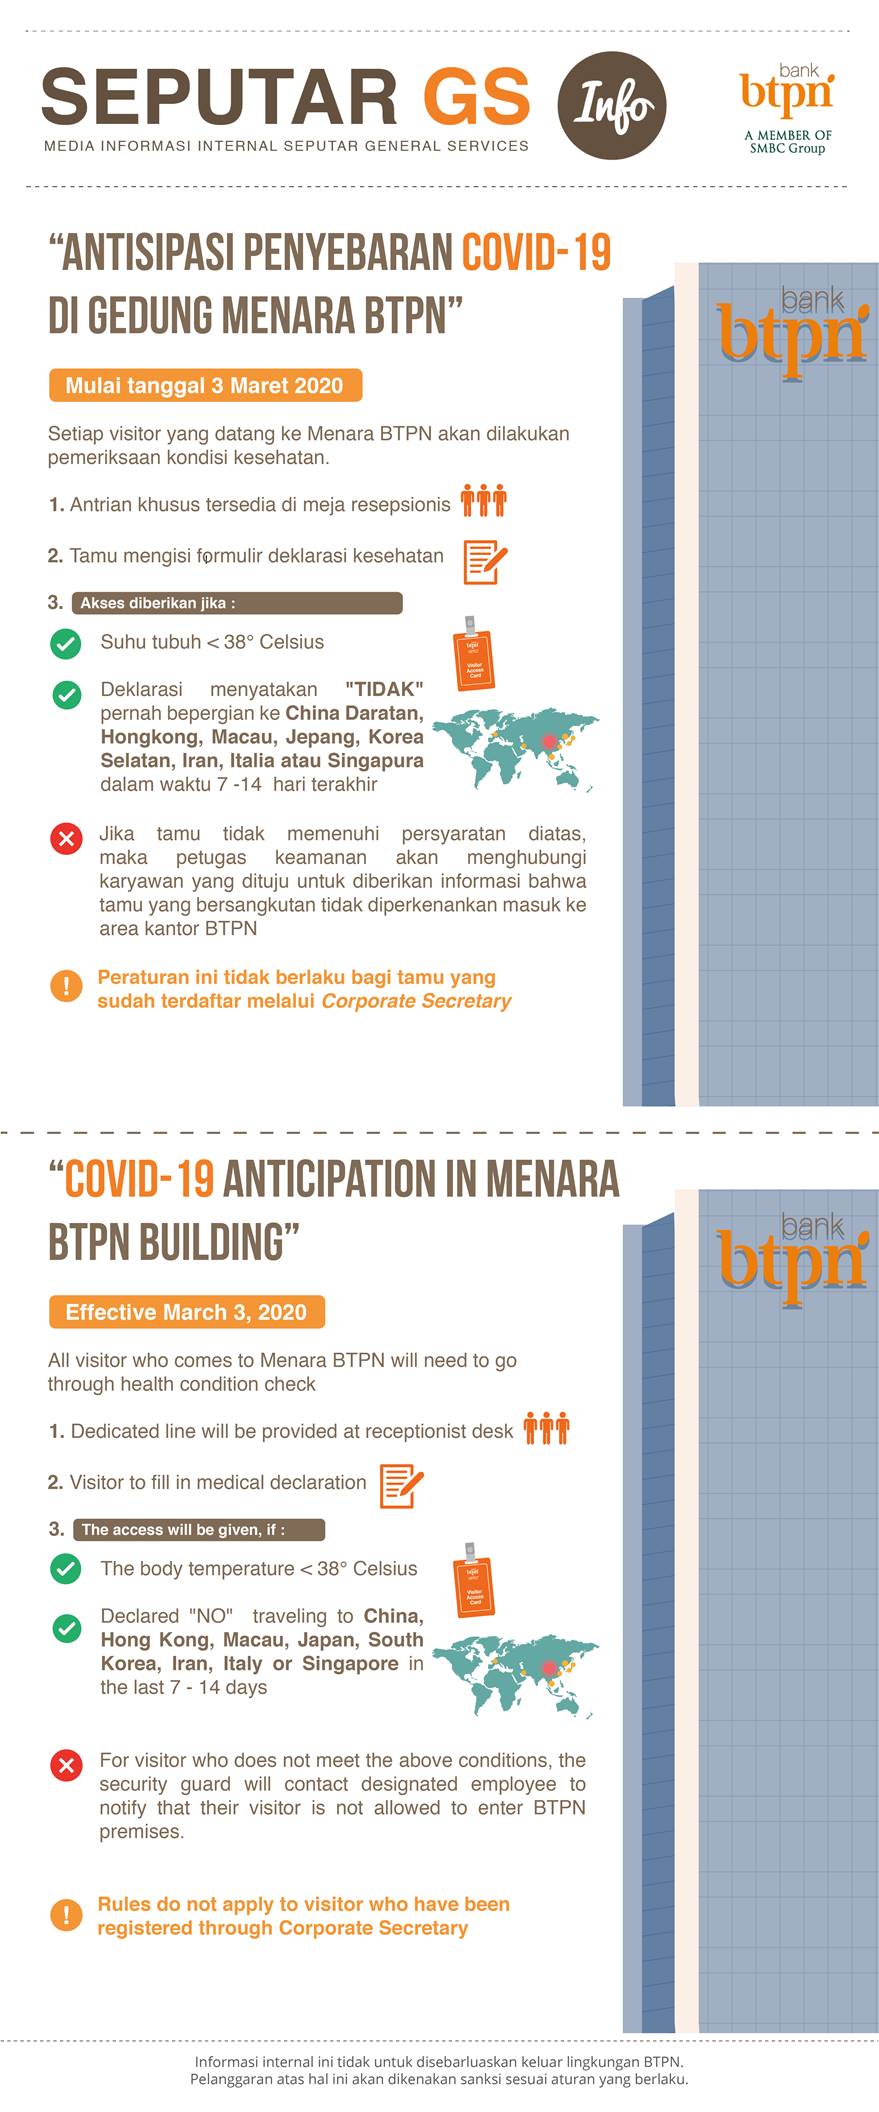 SEPUTAR GS Info
MEDIA INFORMASI INTERNAL SEPUTAR GENERAL SERVICES
bank
btpn
A MEMBER OF
SMBC Group
“ANTISIPASI PENYEBARAN COVID-19
DI GEDUNG MENARA BTPN”
bank
btpn
Mulai tanggal 3 Maret 2020
Setiap visitor yang datang ke Menara BTPN akan dilakukan
pemeriksaan kondisi kesehatan.
1. Antrian khusus tersedia di meja resepsionis
2. Tamu mengisi formulir deklarasi kesehatan
3. Akses diberikan jika :
Suhu tubuh < 38° Celsius
btpn
Visitor
Access
Card
Deklarasi menyatakan "TIDAK"
pernah bepergian ke China Daratan,
Hongkong, Macau, Jepang, Korea
Selatan, Iran, Italia atau Singapura
dalam waktu 7 -14 hari terakhir
Jika tamu tidak memenuhi persyaratan diatas,
maka petugas keamanan akan menghubungi
karyawan yang dituju untuk diberikan informasi bahwa
tamu yang bersangkutan tidak diperkenankan masuk ke
area kantor BTPN
! Peraturan ini tidak berlaku bagi tamu yang
sudah terdaftar melalui Corporate Secretary
“COVID-19 ANTICIPATION IN MENARA
BTPN BUILDING”
bank
btpn
Effective March 3, 2020
All visitor who comes to Menara BTPN will need to go
through health condition check
1. Dedicated line will be provided at receptionist desk
2. Visitor to fill in medical declaration
3. The access will be given, if :
The body temperature < 38° Celsius
btpn
Visitor
Access
Card
Declared "NO" traveling to China,
Hong Kong, Macau, Japan, South
Korea, Iran, Italy or Singapore in
the last 7 - 14 days
For visitor who does not meet the above conditions, the
security guard will contact designated employee to
notify that their visitor is not allowed to enter BTPN
premises.
! Rules do not apply to visitor who have been
registered through Corporate Secretary
Informasi internal ini tidak untuk disebarluaskan keluar lingkungan BTPN.
Pelanggaran atas hal ini akan dikenakan sanksi sesuai aturan yang berlaku.